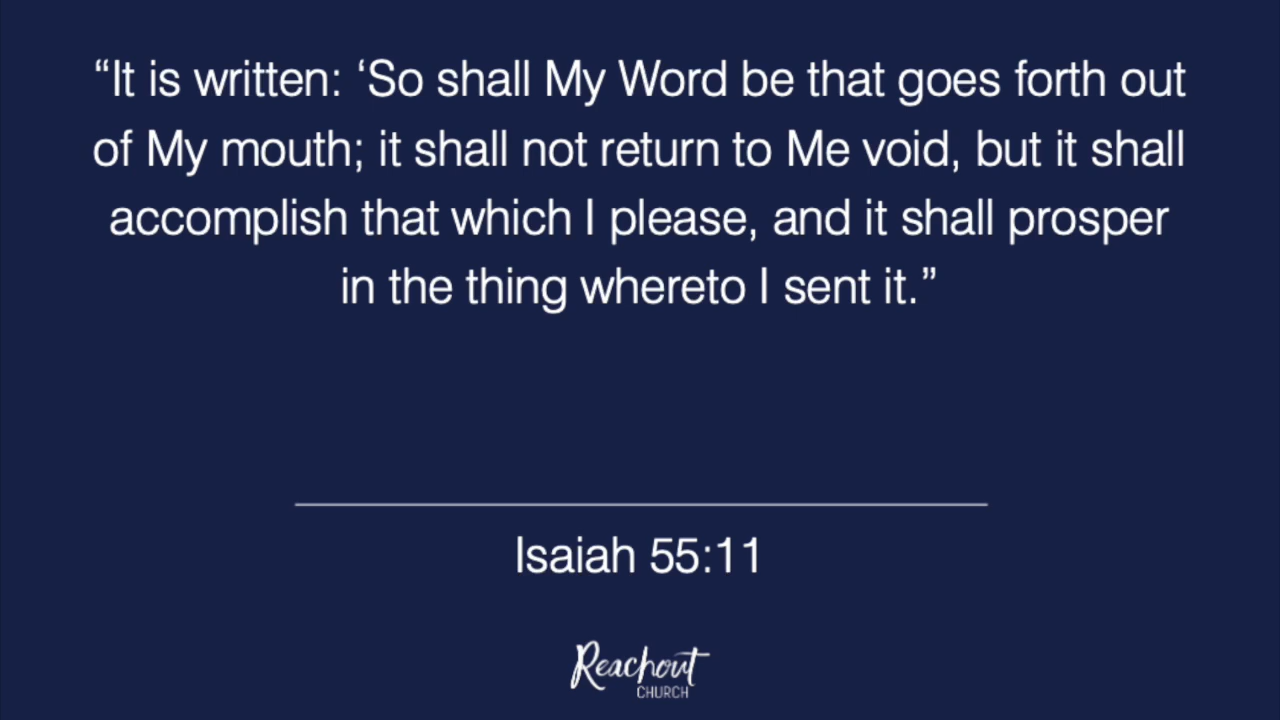 “It is written: ‘So shall My Word be that goes forth out
of My mouth; it shall not return to Me void, but it shall
accomplish that which I please, and it shall prosper
in the thing whereto I sent it.”
Isaiah 55:11
Reachout
CHURCH